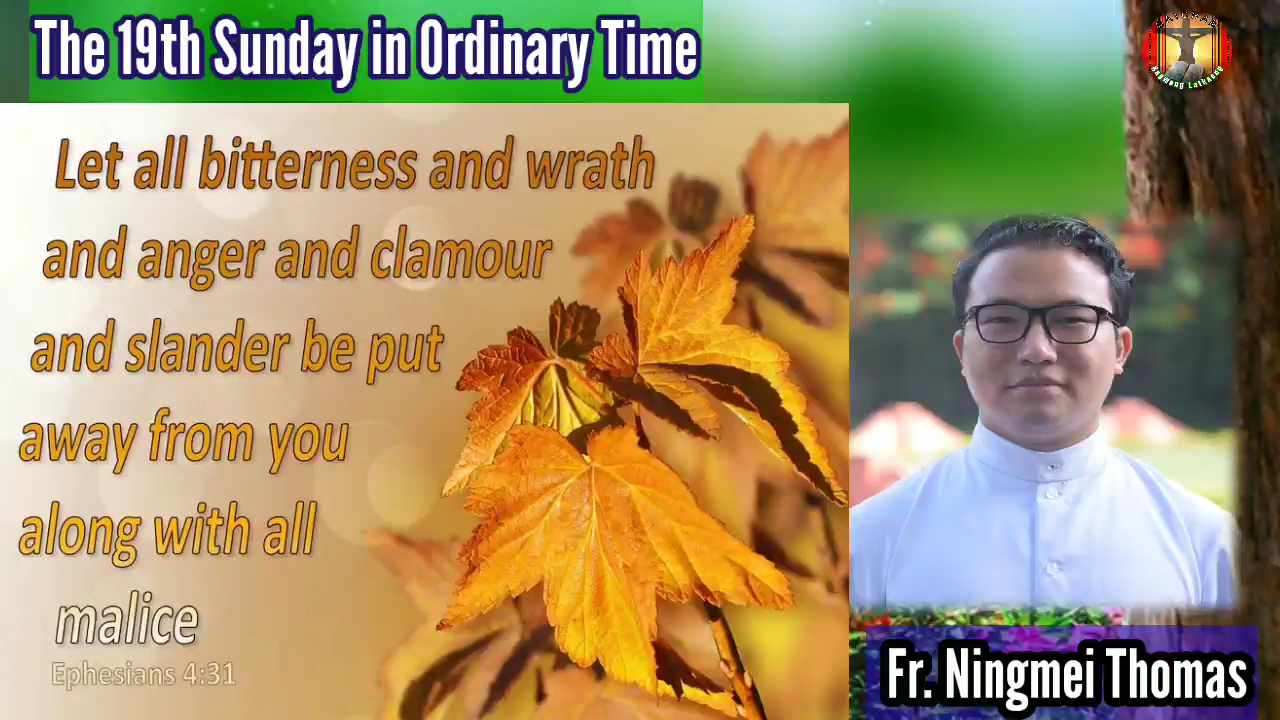 The 19th Sunday in Ordinary Time
Let all bitterness and wrath
and anger and clamour
and slander be put
away from you
along with all
malice
Ephesians 4:31
Fr. Ningmei Thomas